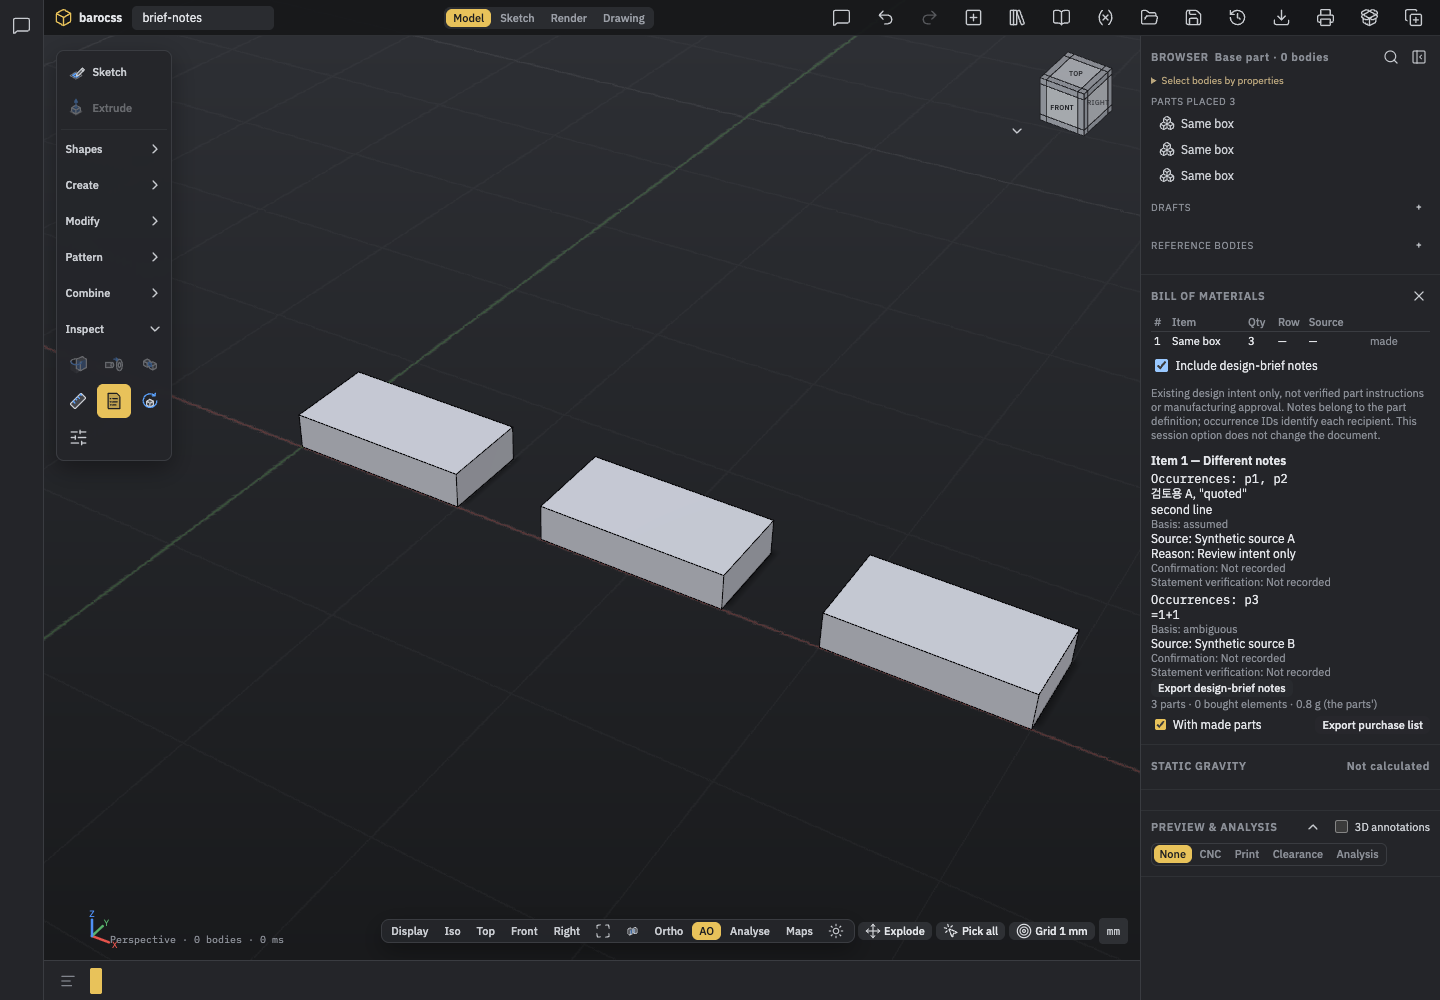 barocss
brief-notes
Model Sketch Render Drawing
Sketch
Extrude
Shapes
Create
Modify
Pattern
Combine
Inspect
TOP
FRONT
RIGHT
BROWSER Base part · 0 bodies
Select bodies by properties
PARTS PLACED 3
Same box
Same box
Same box
DRAFTS +
REFERENCE BODIES +
BILL OF MATERIALS
# Item Qty Row Source
1 Same box 3 — — made
Include design-brief notes
Existing design intent only, not verified part instructions
or manufacturing approval. Notes belong to the part
definition; occurrence IDs identify each recipient. This
session option does not change the document.
Item 1 — Different notes
Occurrences: p1, p2
검토용 A, "quoted"
second line
Basis: assumed
Source: Synthetic source A
Reason: Review intent only
Confirmation: Not recorded
Statement verification: Not recorded
Occurrences: p3
=1+1
Basis: ambiguous
Source: Synthetic source B
Confirmation: Not recorded
Statement verification: Not recorded
Export design-brief notes
3 parts · 0 bought elements · 0.8 g (the parts')
With made parts Export purchase list
STATIC GRAVITY Not calculated
PREVIEW & ANALYSIS 3D annotations
None CNC Print Clearance Analysis
Z
Y
X
Perspective · 0 bodies · 0 ms
Display Iso Top Front Right Ortho AO Analyse Maps Explode Pick all Grid 1 mm mm